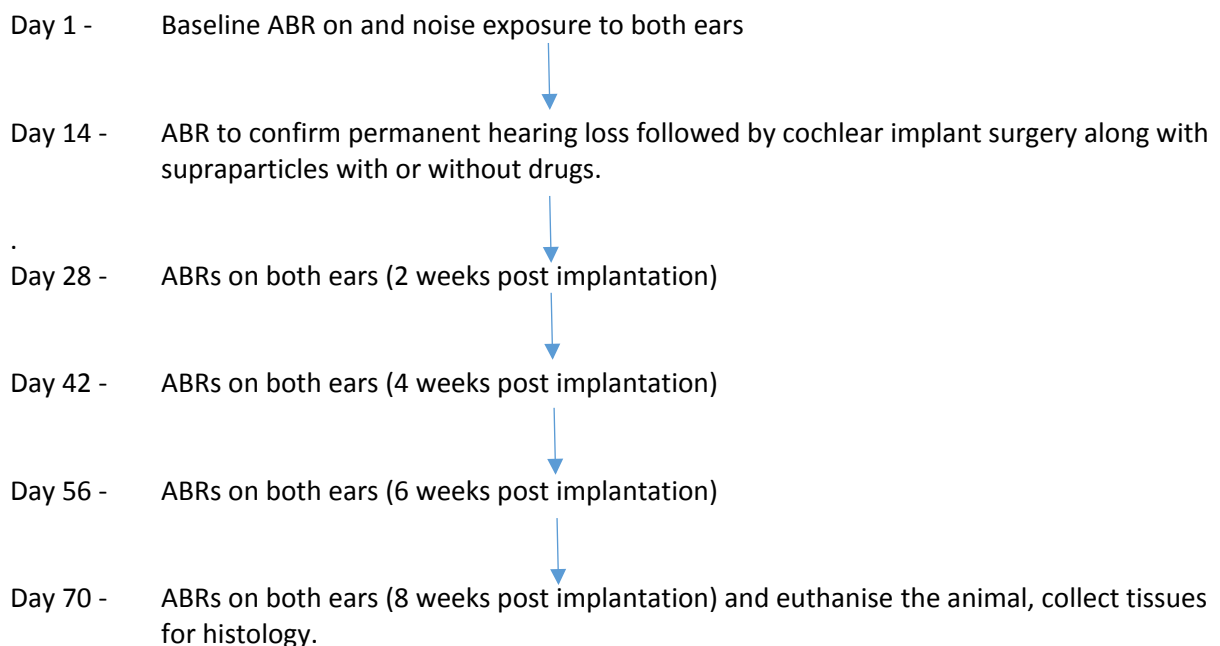 Day 1 - Baseline ABR on and noise exposure to both ears
Day 14 - ABR to confirm permanent hearing loss followed by cochlear implant surgery along with
supraparticles with or without drugs.
.
Day 28 - ABRs on both ears (2 weeks post implantation)
Day 42 - ABRs on both ears (4 weeks post implantation)
Day 56 - ABRs on both ears (6 weeks post implantation)
Day 70 - ABRs on both ears (8 weeks post implantation) and euthanise the animal, collect tissues
for histology.